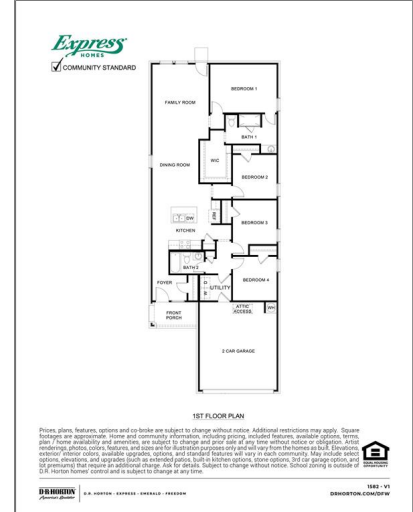 Express
HOMES
COMMUNITY STANDARD
BEDROOM 1
FAMILY ROOM
BATH 1
DINING ROOM
WIC
BEDROOM 2
DW
REF
BEDROOM 3
KITCHEN
BATH 2
BEDROOM 4
FOYER
W D
UTILITY
FRONT
PORCH
ATTIC
ACCESS
WH
2 CAR GARAGE
1ST FLOOR PLAN
Prices, plans, features, options and co-broke are subject to change without notice. Additional restrictions may apply. Square
footages are approximate. Home and community information, including pricing, included features, available options, terms,
plan / home availability and amenities, are subject to change and prior sale at any time without notice or obligation. Artist
renderings, photos, colors, features, and sizes are for illustration purposes only and will vary from the homes as built. Elevations,
exterior/ interior colors, available upgrades, options, and standard features will vary in each community. May include select
options, elevations, and upgrades (such as extended patios, built-in kitchen options, stone options, 3rd car garage option, and
lot premiums) that require an additional charge. Ask for details. Subject to change without notice. School zoning is outside of
D.R. Horton homes' control and is subject to change at any time.
EQUAL HOUSING
OPPORTUNITY
D·R·HORTON
America's Builder
D.R. HORTON - EXPRESS - EMERALD - FREEDOM
1582 - V1
DRHORTON.COM/DFW